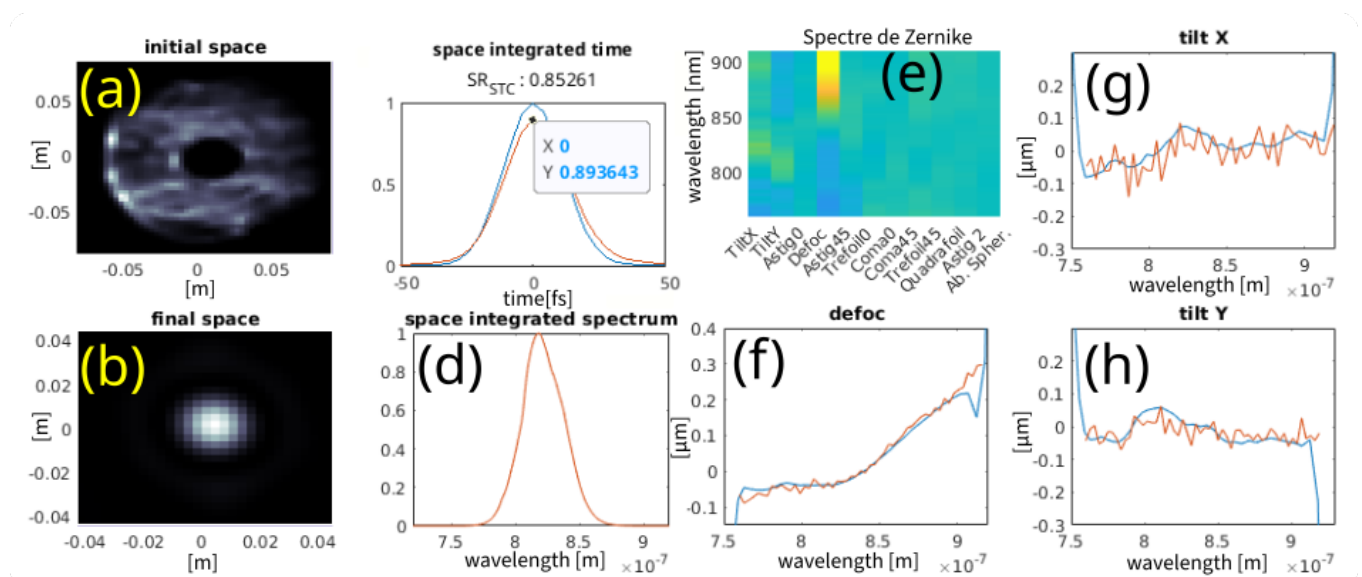 initial space
(a)
0.05
0
-0.05
[m]
-0.05
0
0.05
[m]
space integrated time
SR_STC : 0.85261
1
0.5
0
X 0
Y 0.893643
-50
0
50
time[fs]
Spectre de Zernike
(e)
900
850
800
wavelength [nm]
TiltX
TiltY
Astig0
Defoc
Astig45
Trefoil0
Coma0
Coma45
Trefoil45
Quadrafoil
Astig 2
Ab. Spher.
tilt X
(g)
0.2
0.1
0
-0.1
-0.2
-0.3
[µm]
7.5
8
8.5
9
wavelength [m]
×10⁻⁷
final space
(b)
0.04
0.02
0
-0.02
-0.04
[m]
-0.04
-0.02
0
0.02
0.04
[m]
space integrated spectrum
(d)
1
0.8
0.6
0.4
0.2
0
7.5
8
8.5
9
wavelength [m]
×10⁻⁷
defoc
(f)
0.4
0.3
0.2
0.1
0
-0.1
[µm]
7.5
8
8.5
9
wavelength [m]
×10⁻⁷
tilt Y
(h)
0.2
0.1
0
-0.1
-0.2
-0.3
[µm]
7.5
8
8.5
9
wavelength [m]
×10⁻⁷